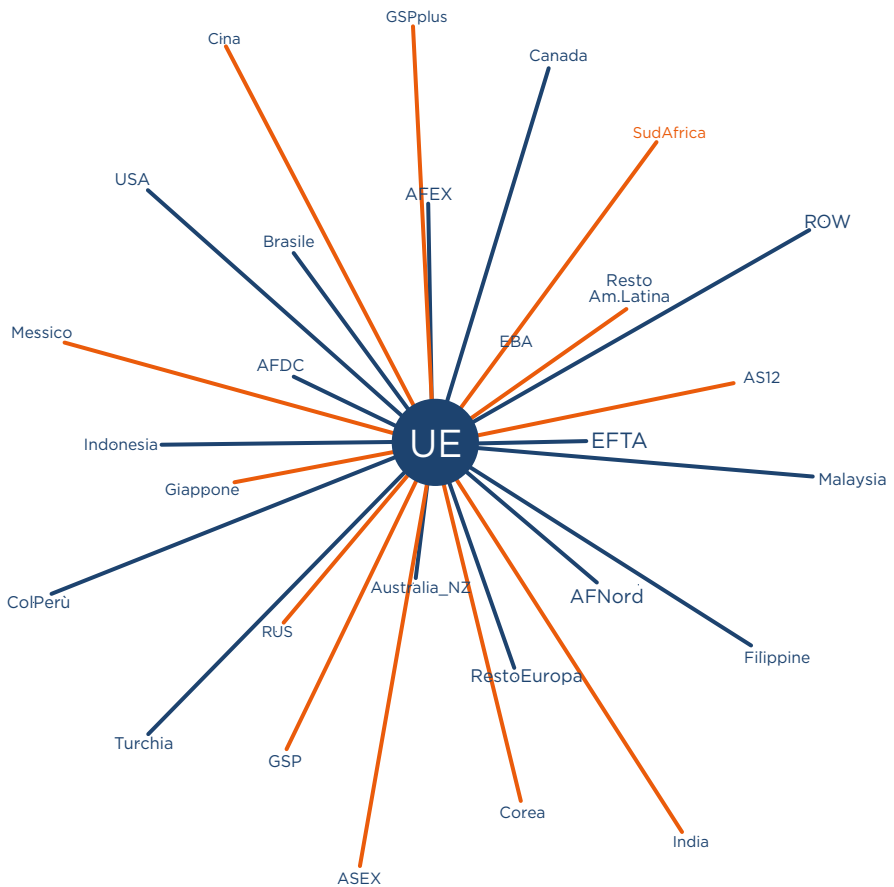 GSPplus
Cina
Canada
SudAfrica
USA
AFEX
ROW
Brasile
Resto
Am.Latina
Messico
EBA
AFDC
AS12
Indonesia
UE
EFTA
Malaysia
Giappone
Australia_NZ
AFNord
ColPerù
RUS
Filippine
RestoEuropa
Turchia
GSP
Corea
India
ASEX